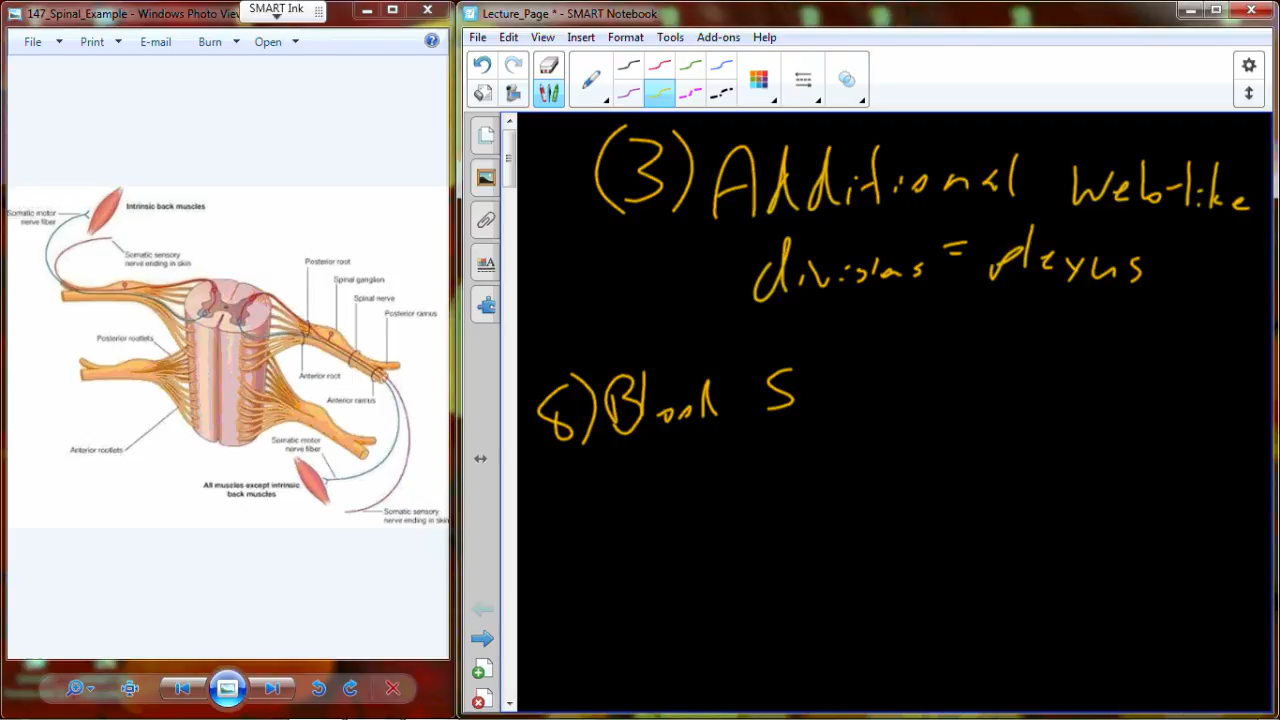 147_Spinal_Example - Windows Photo View
SMART Ink
File Print E-mail Burn Open
Intrinsic back muscles
Somatic motor
nerve fiber
Somatic sensory
nerve ending in skin
Posterior root
Spinal ganglion
Spinal nerve
Posterior ramus
Posterior rootlets
Anterior root
Anterior ramus
Anterior rootlets
Somatic motor
nerve fiber
All muscles except intrinsic
back muscles
Somatic sensory
nerve ending in skin
Lecture_Page * - SMART Notebook
File Edit View Insert Format Tools Add-ons Help
(3) Additional Web-like
divisions = plexus
8) Blood S